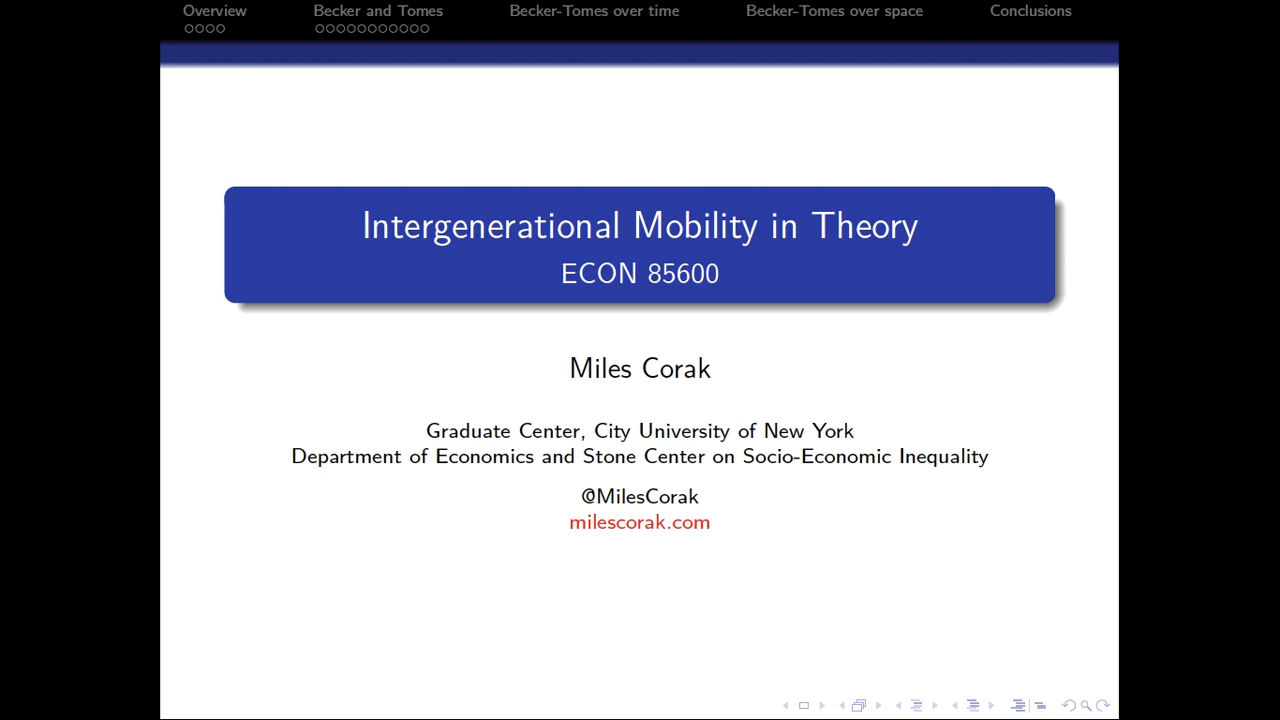 Overview Becker and Tomes Becker-Tomes over time Becker-Tomes over space Conclusions
Intergenerational Mobility in Theory
ECON 85600
Miles Corak
Graduate Center, City University of New York
Department of Economics and Stone Center on Socio-Economic Inequality
@MilesCorak
milescorak.com